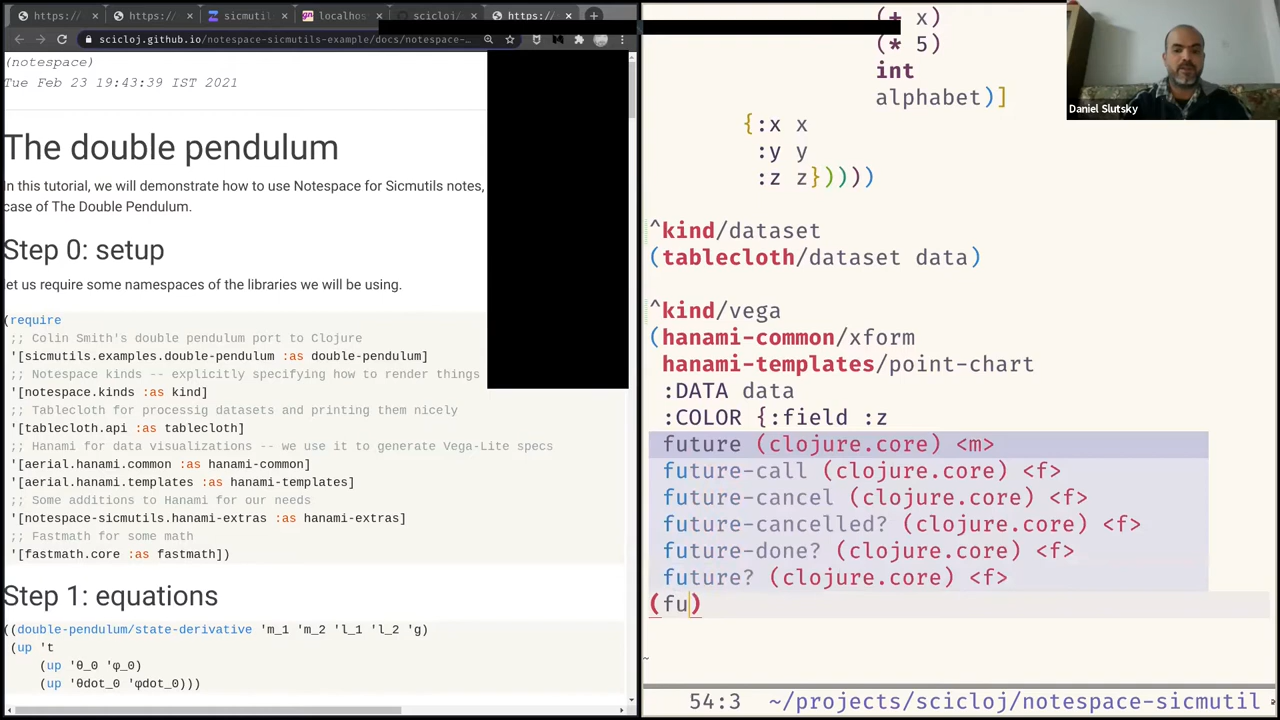 https://
https://
sicmutil
localhos
scicloj/
https://
scicloj.github.io/notespace-sicmutils-example/docs/notespace-…
(notespace)
Tue Feb 23 19:43:39 IST 2021
The double pendulum
In this tutorial, we will demonstrate how to use Notespace for Sicmutils notes,
case of The Double Pendulum.
Step 0: setup
let us require some namespaces of the libraries we will be using.
(require
;; Colin Smith's double pendulum port to Clojure
'[sicmutils.examples.double-pendulum :as double-pendulum]
;; Notespace kinds -- explicitly specifying how to render things
'[notespace.kinds :as kind]
;; Tablecloth for processig datasets and printing them nicely
'[tablecloth.api :as tablecloth]
;; Hanami for data visualizations -- we use it to generate Vega-Lite specs
'[aerial.hanami.common :as hanami-common]
'[aerial.hanami.templates :as hanami-templates]
;; Some additions to Hanami for our needs
'[notespace-sicmutils.hanami-extras :as hanami-extras]
;; Fastmath for some math
'[fastmath.core :as fastmath])
Step 1: equations
((double-pendulum/state-derivative 'm_1 'm_2 'l_1 'l_2 'g)
(up 't
(up 'θ_0 'φ_0)
(up 'θdot_0 'φdot_0)))
(+ x)
(* 5)
int
alphabet)]
{:x x
:y y
:z z}))))
^kind/dataset
(tablecloth/dataset data)
^kind/vega
(hanami-common/xform
hanami-templates/point-chart
:DATA data
:COLOR {:field :z
future (clojure.core) <m>
future-call (clojure.core) <f>
future-cancel (clojure.core) <f>
future-cancelled? (clojure.core) <f>
future-done? (clojure.core) <f>
future? (clojure.core) <f>
(fu)
~
54:3 ~/projects/scicloj/notespace-sicmutil
Daniel Slutsky